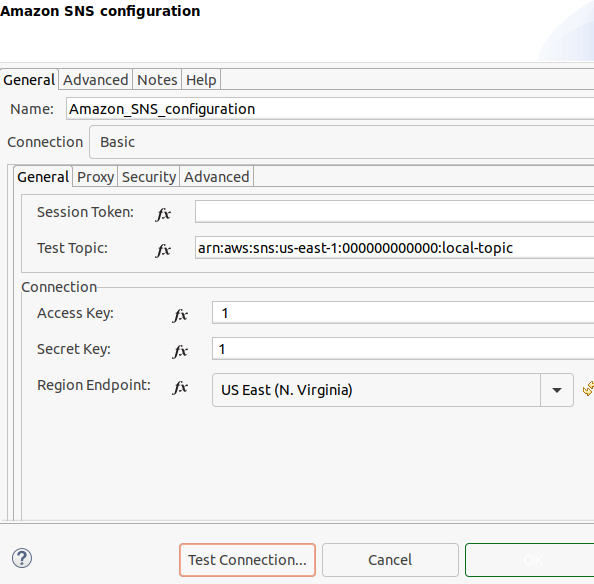 Amazon SNS configuration
General Advanced Notes Help
Name: Amazon_SNS_configuration
Connection Basic
General Proxy Security Advanced
Session Token: fx
Test Topic: fx arn:aws:sns:us-east-1:000000000000:local-topic
Connection
Access Key: fx 1
Secret Key: fx 1
Region Endpoint: fx US East (N. Virginia)
? Test Connection... Cancel OK